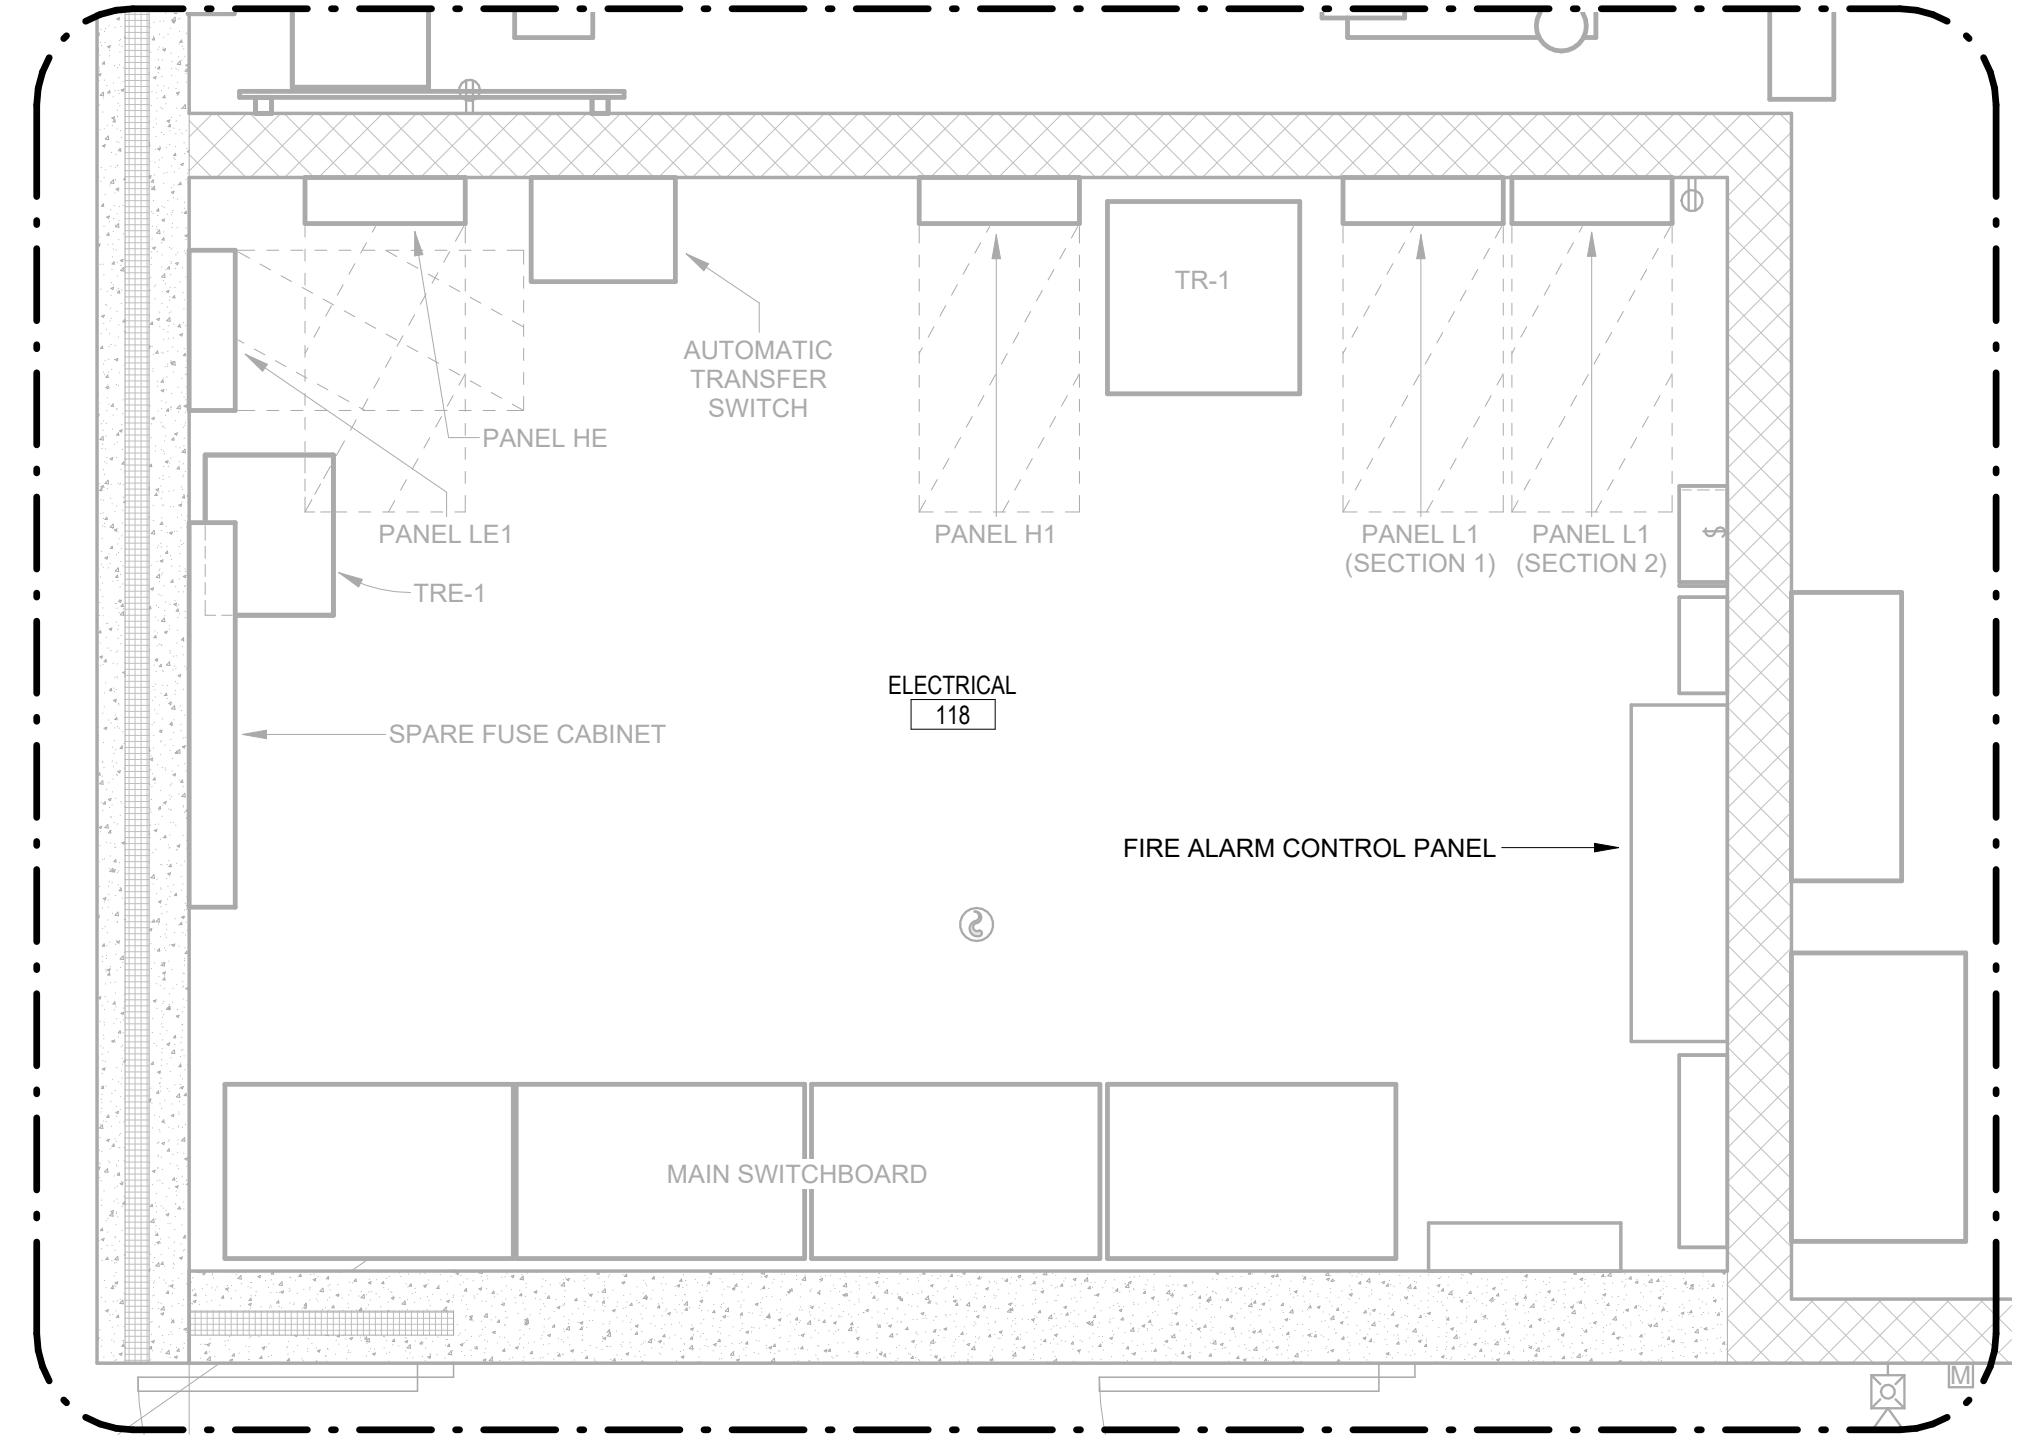 TR-1
AUTOMATIC
TRANSFER
SWITCH
PANEL HE
PANEL LE1
PANEL H1
PANEL L1
(SECTION 1)
PANEL L1
(SECTION 2)
$
TRE-1
ELECTRICAL
118
SPARE FUSE CABINET
FIRE ALARM CONTROL PANEL
MAIN SWITCHBOARD
M